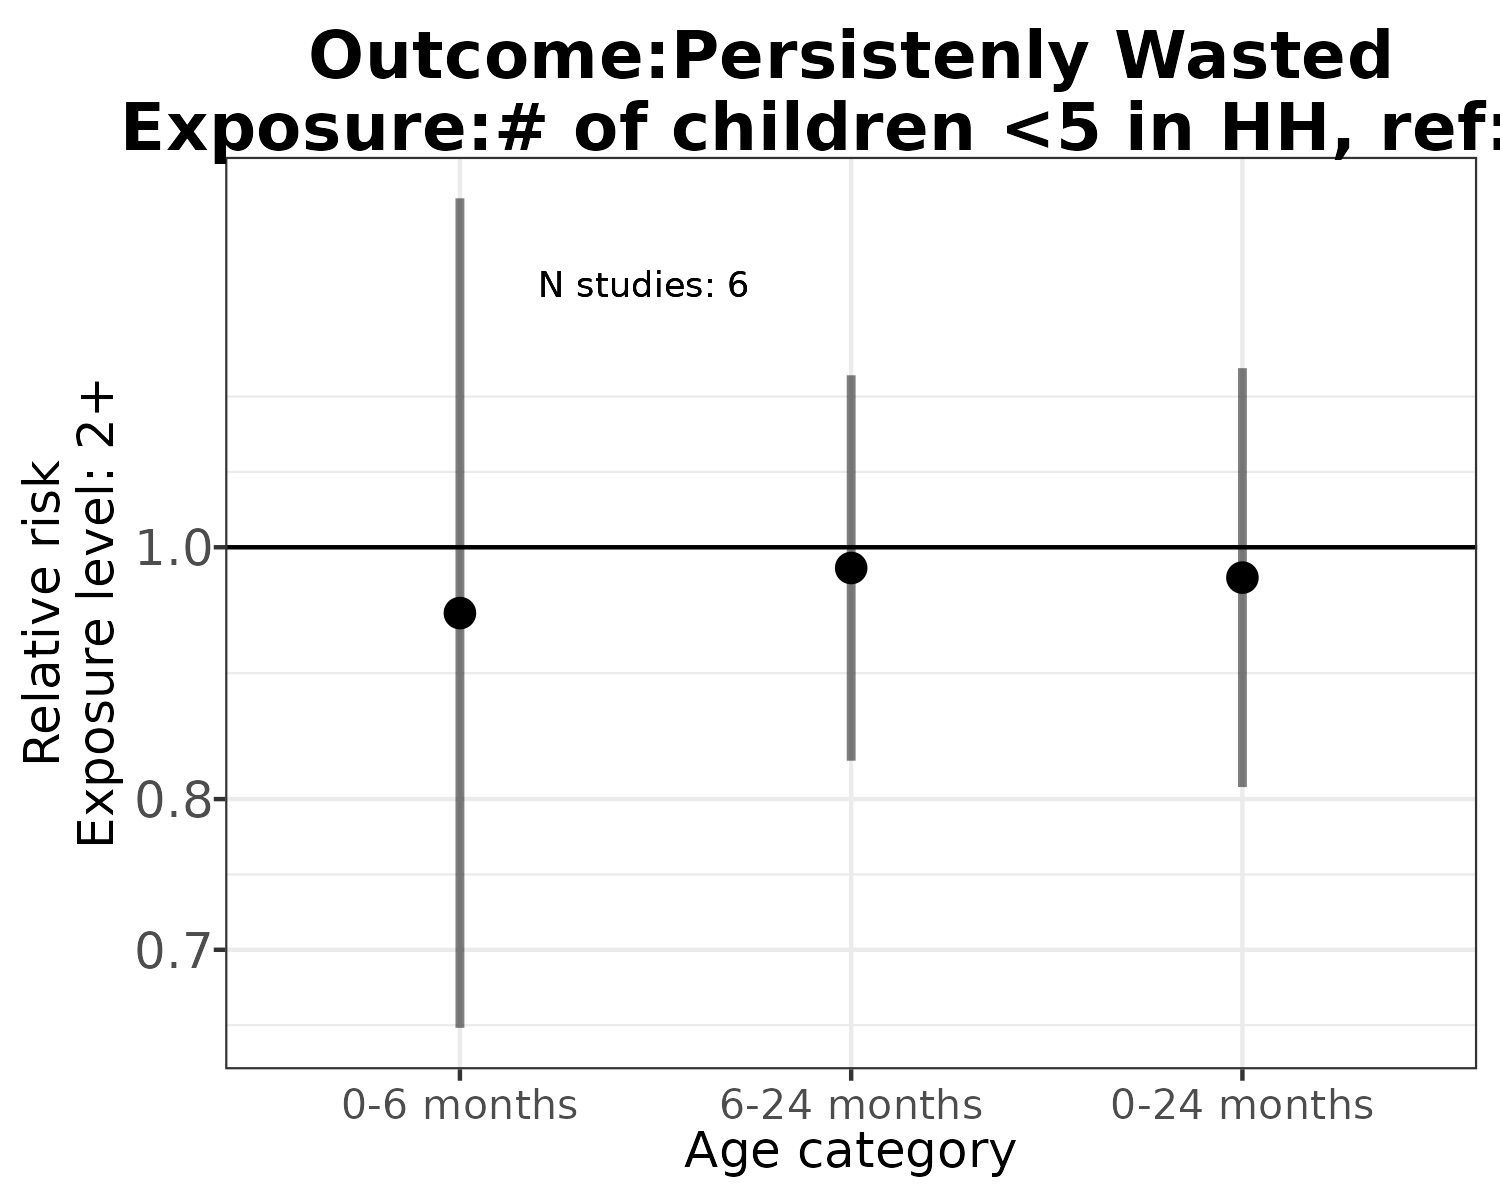 Outcome:Persistenly Wasted
Exposure:# of children <5 in HH, ref:
N studies: 6
Relative risk
Exposure level: 2+
1.0
0.8
0.7
0-6 months
6-24 months
0-24 months
Age category